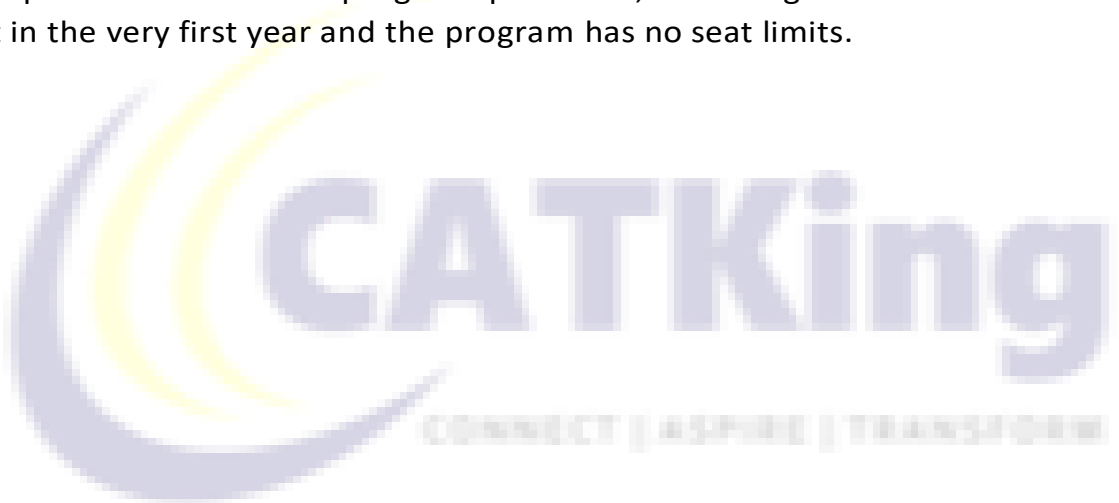 in the very first year and the program has no seat limits.
CATKing
CONNECT | ASPIRE | TRANSFORM